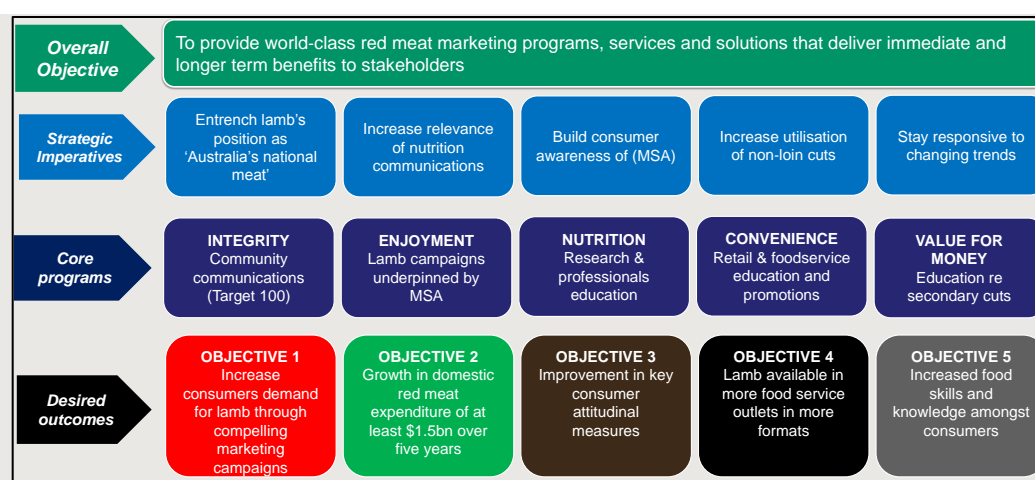 Overall
Objective
To provide world-class red meat marketing programs, services and solutions that deliver immediate and
longer term benefits to stakeholders
Strategic
Imperatives
Entrench lamb's
position as
'Australia's national
meat'
Increase relevance
of nutrition
communications
Build consumer
awareness of (MSA)
Increase utilisation
of non-loin cuts
Stay responsive to
changing trends
Core
programs
INTEGRITY
Community
communications
(Target 100)
ENJOYMENT
Lamb campaigns
underpinned by
MSA
NUTRITION
Research &
professionals
education
CONVENIENCE
Retail & foodservice
education and
promotions
VALUE FOR
MONEY
Education re
secondary cuts
Desired
outcomes
OBJECTIVE 1
Increase
consumers demand
for lamb through
compelling
marketing
campaigns
OBJECTIVE 2
Growth in domestic
red meat
expenditure of at
least $1.5bn over
five years
OBJECTIVE 3
Improvement in key
consumer
attitudinal
measures
OBJECTIVE 4
Lamb available in
more food service
outlets in more
formats
OBJECTIVE 5
Increased food
skills and
knowledge amongst
consumers